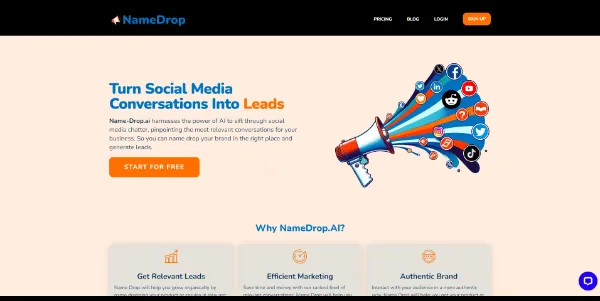 NameDrop
PRICING BLOG LOGIN SIGN UP
Turn Social Media
Conversations Into Leads
Name-Drop.ai harnesses the power of AI to sift through social
media chatter, pinpointing the most relevant conversations for your
business. So you can name drop your brand in the right place and
generate leads.
START FOR FREE
Why NameDrop.AI?
Get Relevant Leads
Name Drop will help you grow organically by
Efficient Marketing
Save time and money with our ranked feed of
Authentic Brand
Interact with your audience in a more authentic